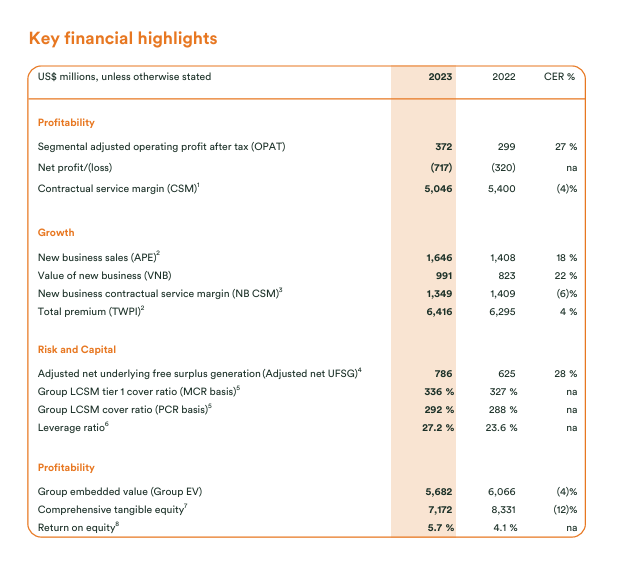 Key financial highlights
US$ millions, unless otherwise stated 2023 2022 CER %
Profitability
Segmental adjusted operating profit after tax (OPAT) 372 299 27 %
Net profit/(loss) (717) (320) na
Contractual service margin (CSM)1 5,046 5,400 (4)%
Growth
New business sales (APE)2 1,646 1,408 18 %
Value of new business (VNB) 991 823 22 %
New business contractual service margin (NB CSM)3 1,349 1,409 (6)%
Total premium (TWPI)2 6,416 6,295 4 %
Risk and Capital
Adjusted net underlying free surplus generation (Adjusted net UFSG)4 786 625 28 %
Group LCSM tier 1 cover ratio (MCR basis)5 336 % 327 % na
Group LCSM cover ratio (PCR basis)5 292 % 288 % na
Leverage ratio6 27.2 % 23.6 % na
Profitability
Group embedded value (Group EV) 5,682 6,066 (4)%
Comprehensive tangible equity7 7,172 8,331 (12)%
Return on equity8 5.7 % 4.1 % na